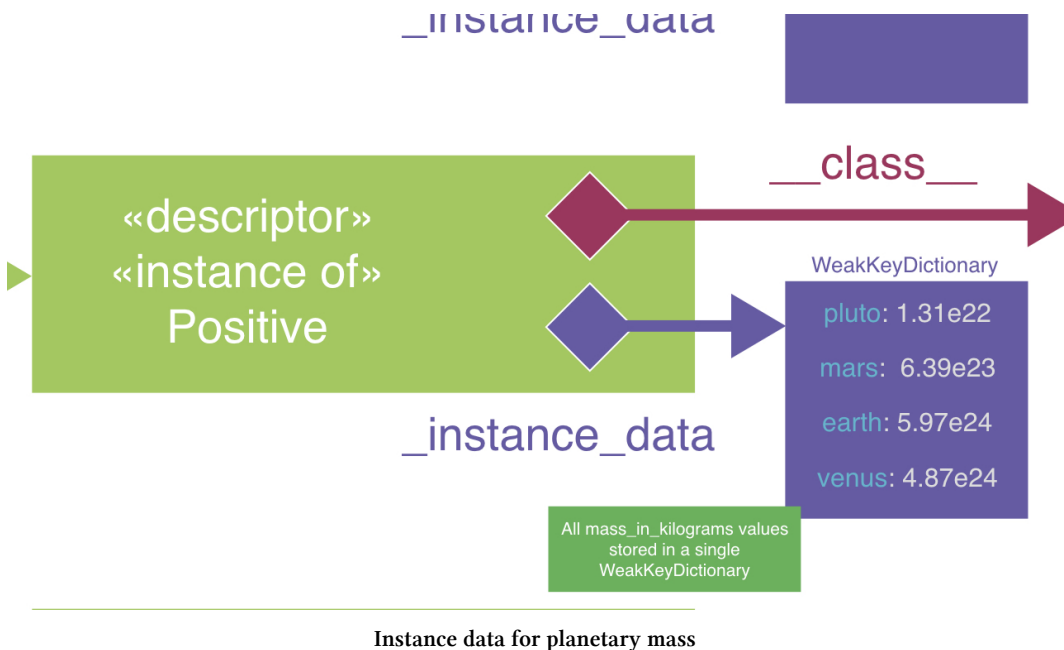 _instance_data
__class__
«descriptor»
«instance of»
Positive
WeakKeyDictionary
pluto: 1.31e22
mars: 6.39e23
earth: 5.97e24
venus: 4.87e24
_instance_data
All mass_in_kilograms values
stored in a single
WeakKeyDictionary
Instance data for planetary mass